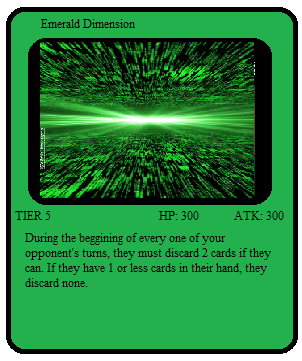 Emerald Dimension
TIER 5 HP: 300 ATK: 300
During the beggining of every one of your
opponent's turns, they must discard 2 cards if they
can. If they have 1 or less cards in their hand, they
discard none.